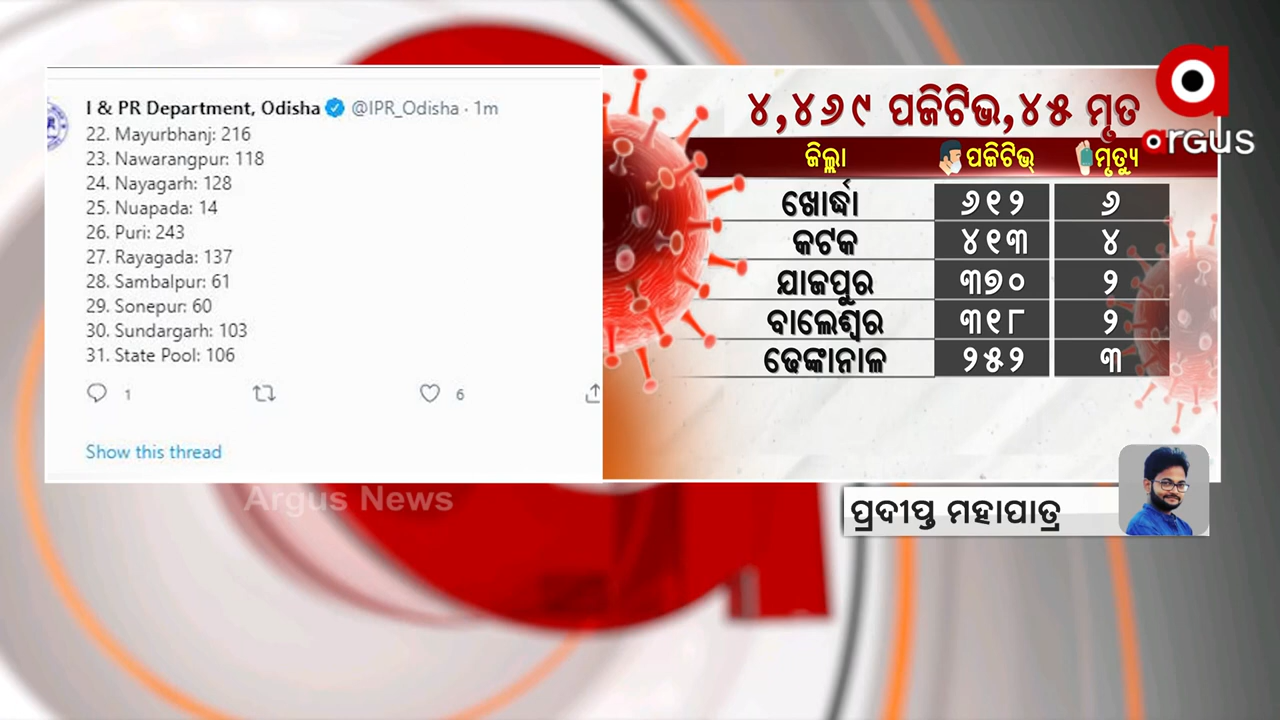 I & PR Department, Odisha @IPR_Odisha · 1m
22. Mayurbhanj: 216
23. Nawarangpur: 118
24. Nayagarh: 128
25. Nuapada: 14
26. Puri: 243
27. Rayagada: 137
28. Sambalpur: 61
29. Sonepur: 60
30. Sundargarh: 103
31. State Pool: 106
1 6
Show this thread
୪,୪୬୯ ପଜିଟିଭ,୪୫ ମୃତ
ଜିଲ୍ଲା ପଜିଟିଭ୍ ମୃତ୍ୟୁ
ଖୋର୍ଦ୍ଧା ୬୧୨ ୬
କଟକ ୪୧୩ ୪
ଯାଜପୁର ୩୭୦ ୨
ବାଲେଶ୍ୱର ୩୧୮ ୨
ଢେଙ୍କାନାଳ ୨୫୨ ୩
argus
ପ୍ରଦୀପ୍ତ ମହାପାତ୍ର
Argus News